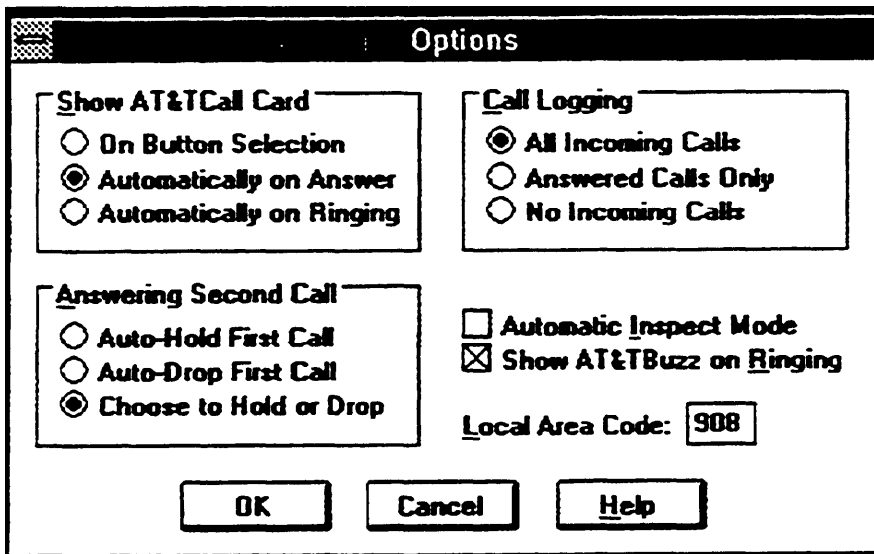 Options
Show AT&TCall Card
On Button Selection
Automatically on Answer
Automatically on Ringing
Call Logging
All Incoming Calls
Answered Calls Only
No Incoming Calls
Answering Second Call
Auto-Hold First Call
Auto-Drop First Call
Choose to Hold or Drop
Automatic Inspect Mode
Show AT&TBuzz on Ringing
Local Area Code: 908
OK
Cancel
Help